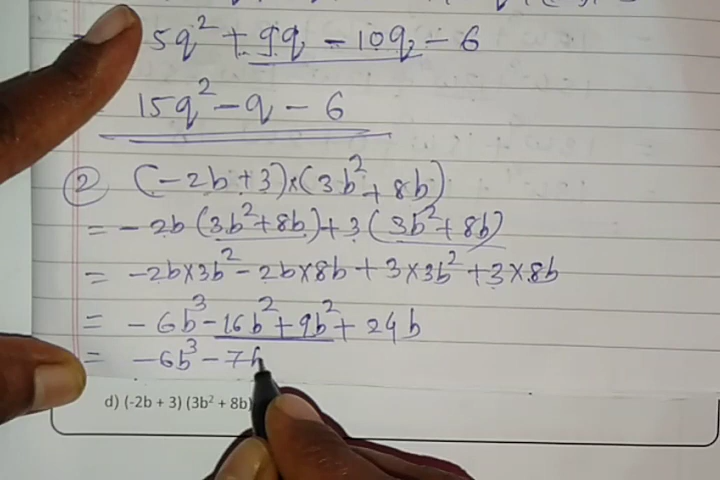 5q² + 9q - 10q - 6
15q² - q - 6
② (-2b + 3) × (3b² + 8b)
= -2b (3b² + 8b) + 3 (3b² + 8b)
= -2b × 3b² - 2b × 8b + 3 × 3b² + 3 × 8b
= -6b³ - 16b² + 9b² + 24b
= -6b³ - 7b
d) (-2b + 3) (3b² + 8b)